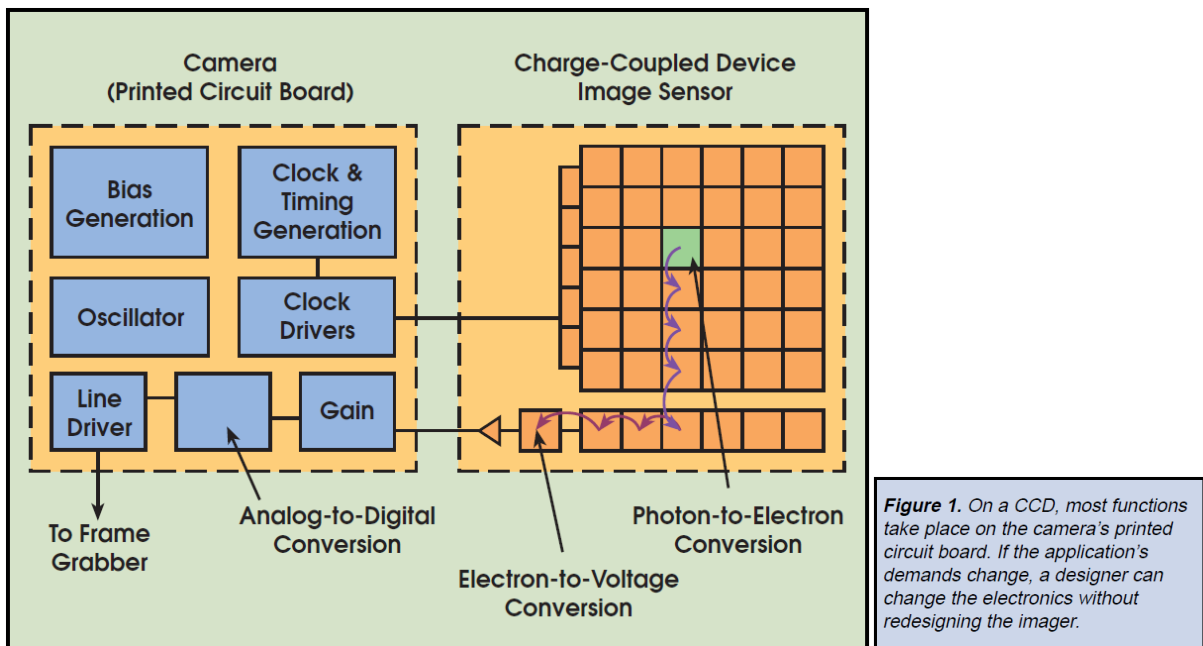 Camera
(Printed Circuit Board)
Charge-Coupled Device
Image Sensor
Bias
Generation
Clock &
Timing
Generation
Oscillator
Clock
Drivers
Line
Driver
Gain
To Frame
Grabber
Analog-to-Digital
Conversion
Electron-to-Voltage
Conversion
Photon-to-Electron
Conversion
Figure 1. On a CCD, most functions
take place on the camera's printed
circuit board. If the application's
demands change, a designer can
change the electronics without
redesigning the imager.